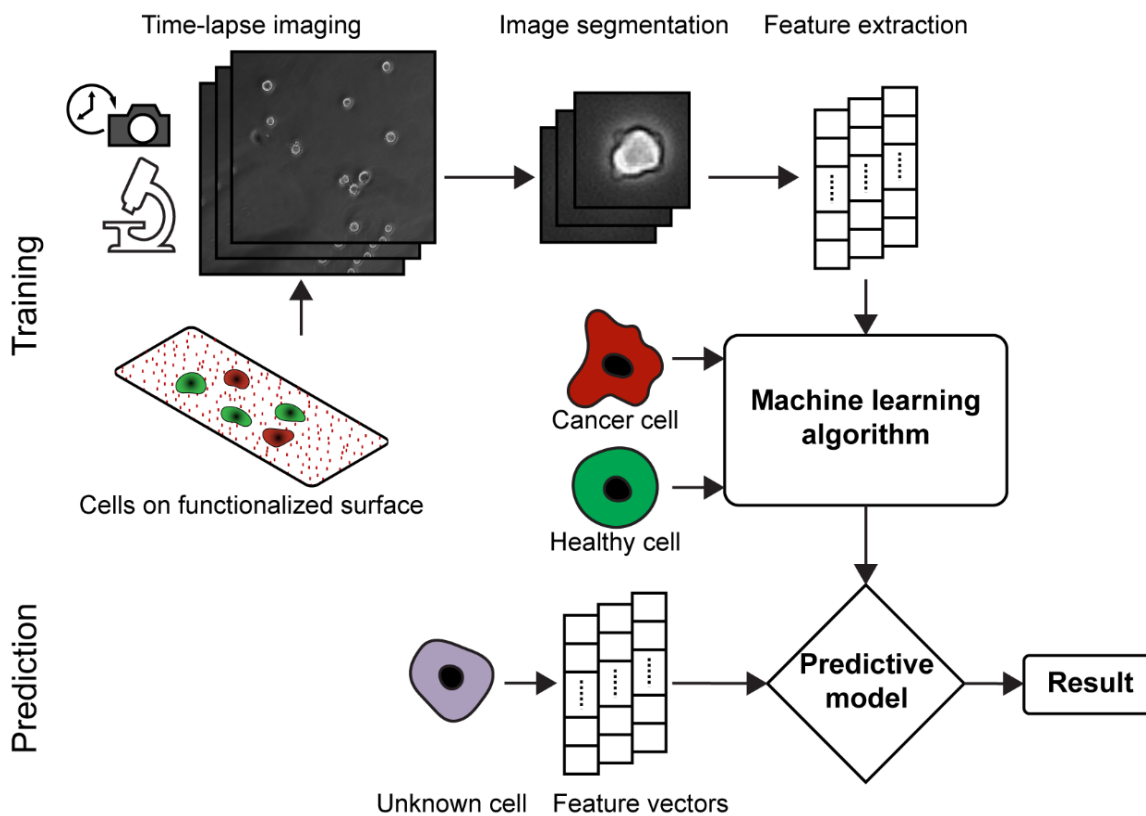 Time-lapse imaging
Image segmentation
Feature extraction
Training
Cells on functionalized surface
Cancer cell
Healthy cell
Machine learning
algorithm
Prediction
Unknown cell
Feature vectors
Predictive
model
Result